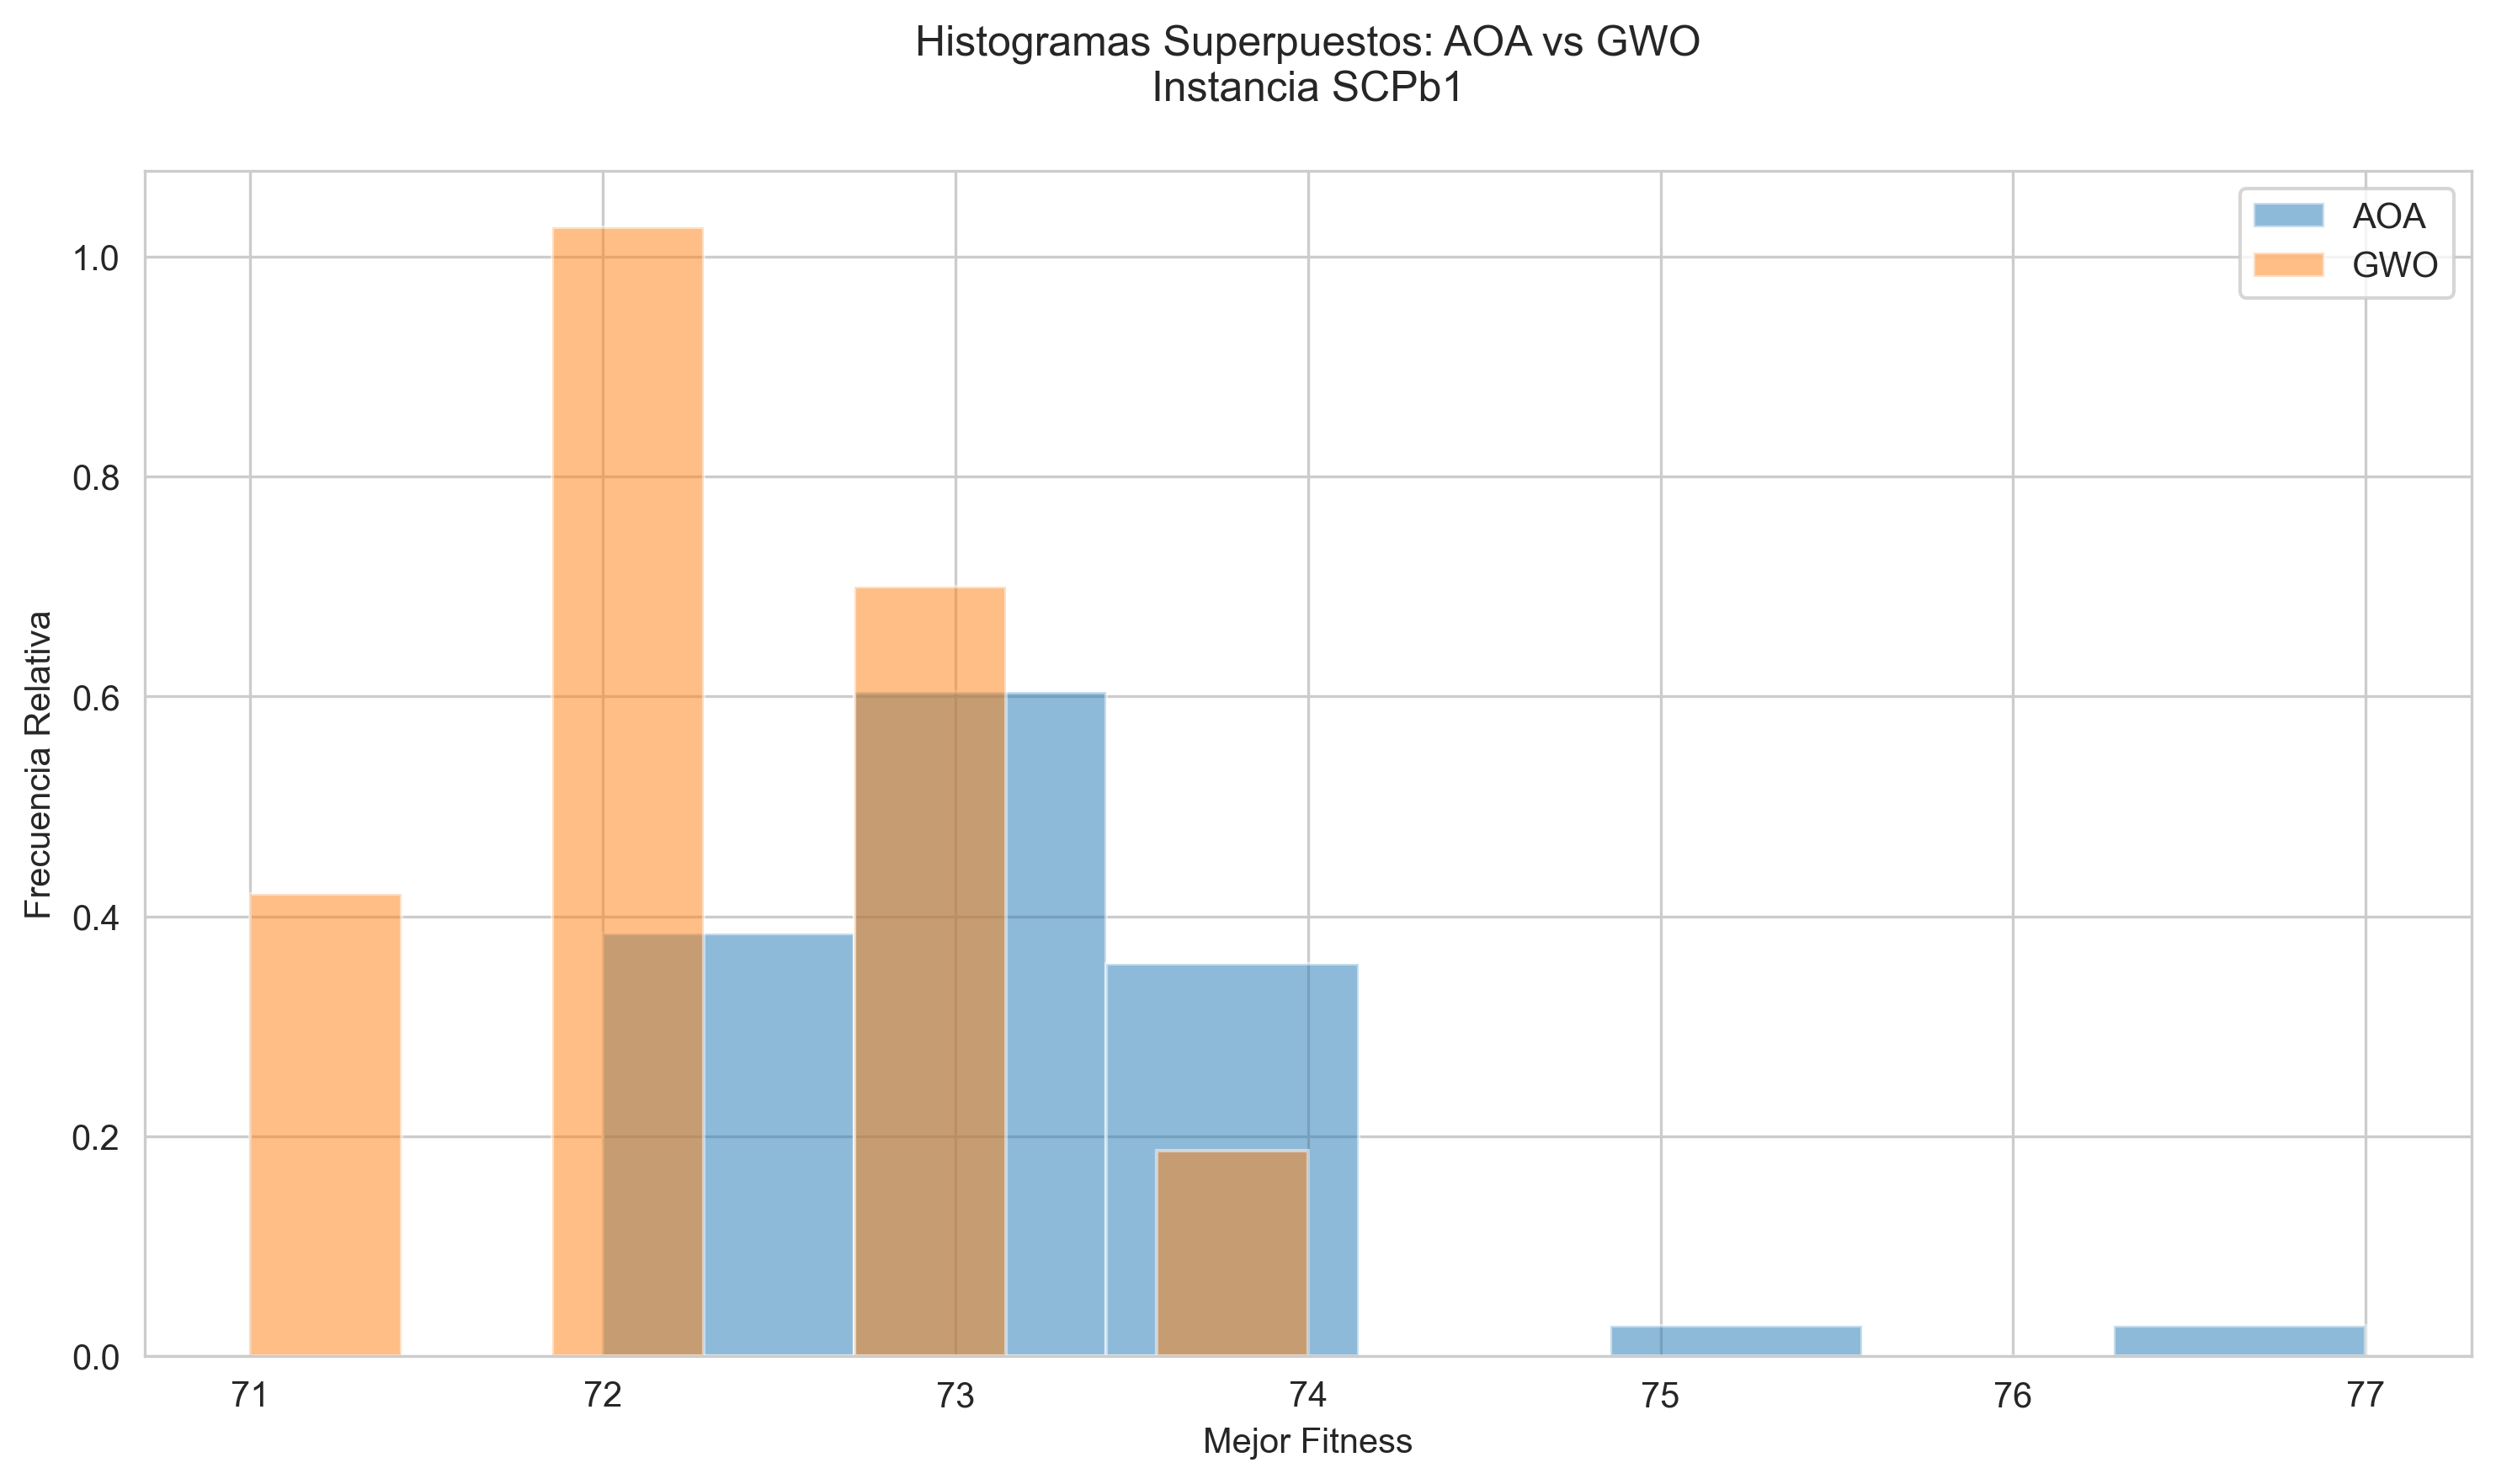 Histogramas Superpuestos: AOA vs GWO
Instancia SCPb1
AOA
GWO
Frecuencia Relativa
1.0
0.8
0.6
0.4
0.2
0.0
71 72 73 74 75 76 77
Mejor Fitness